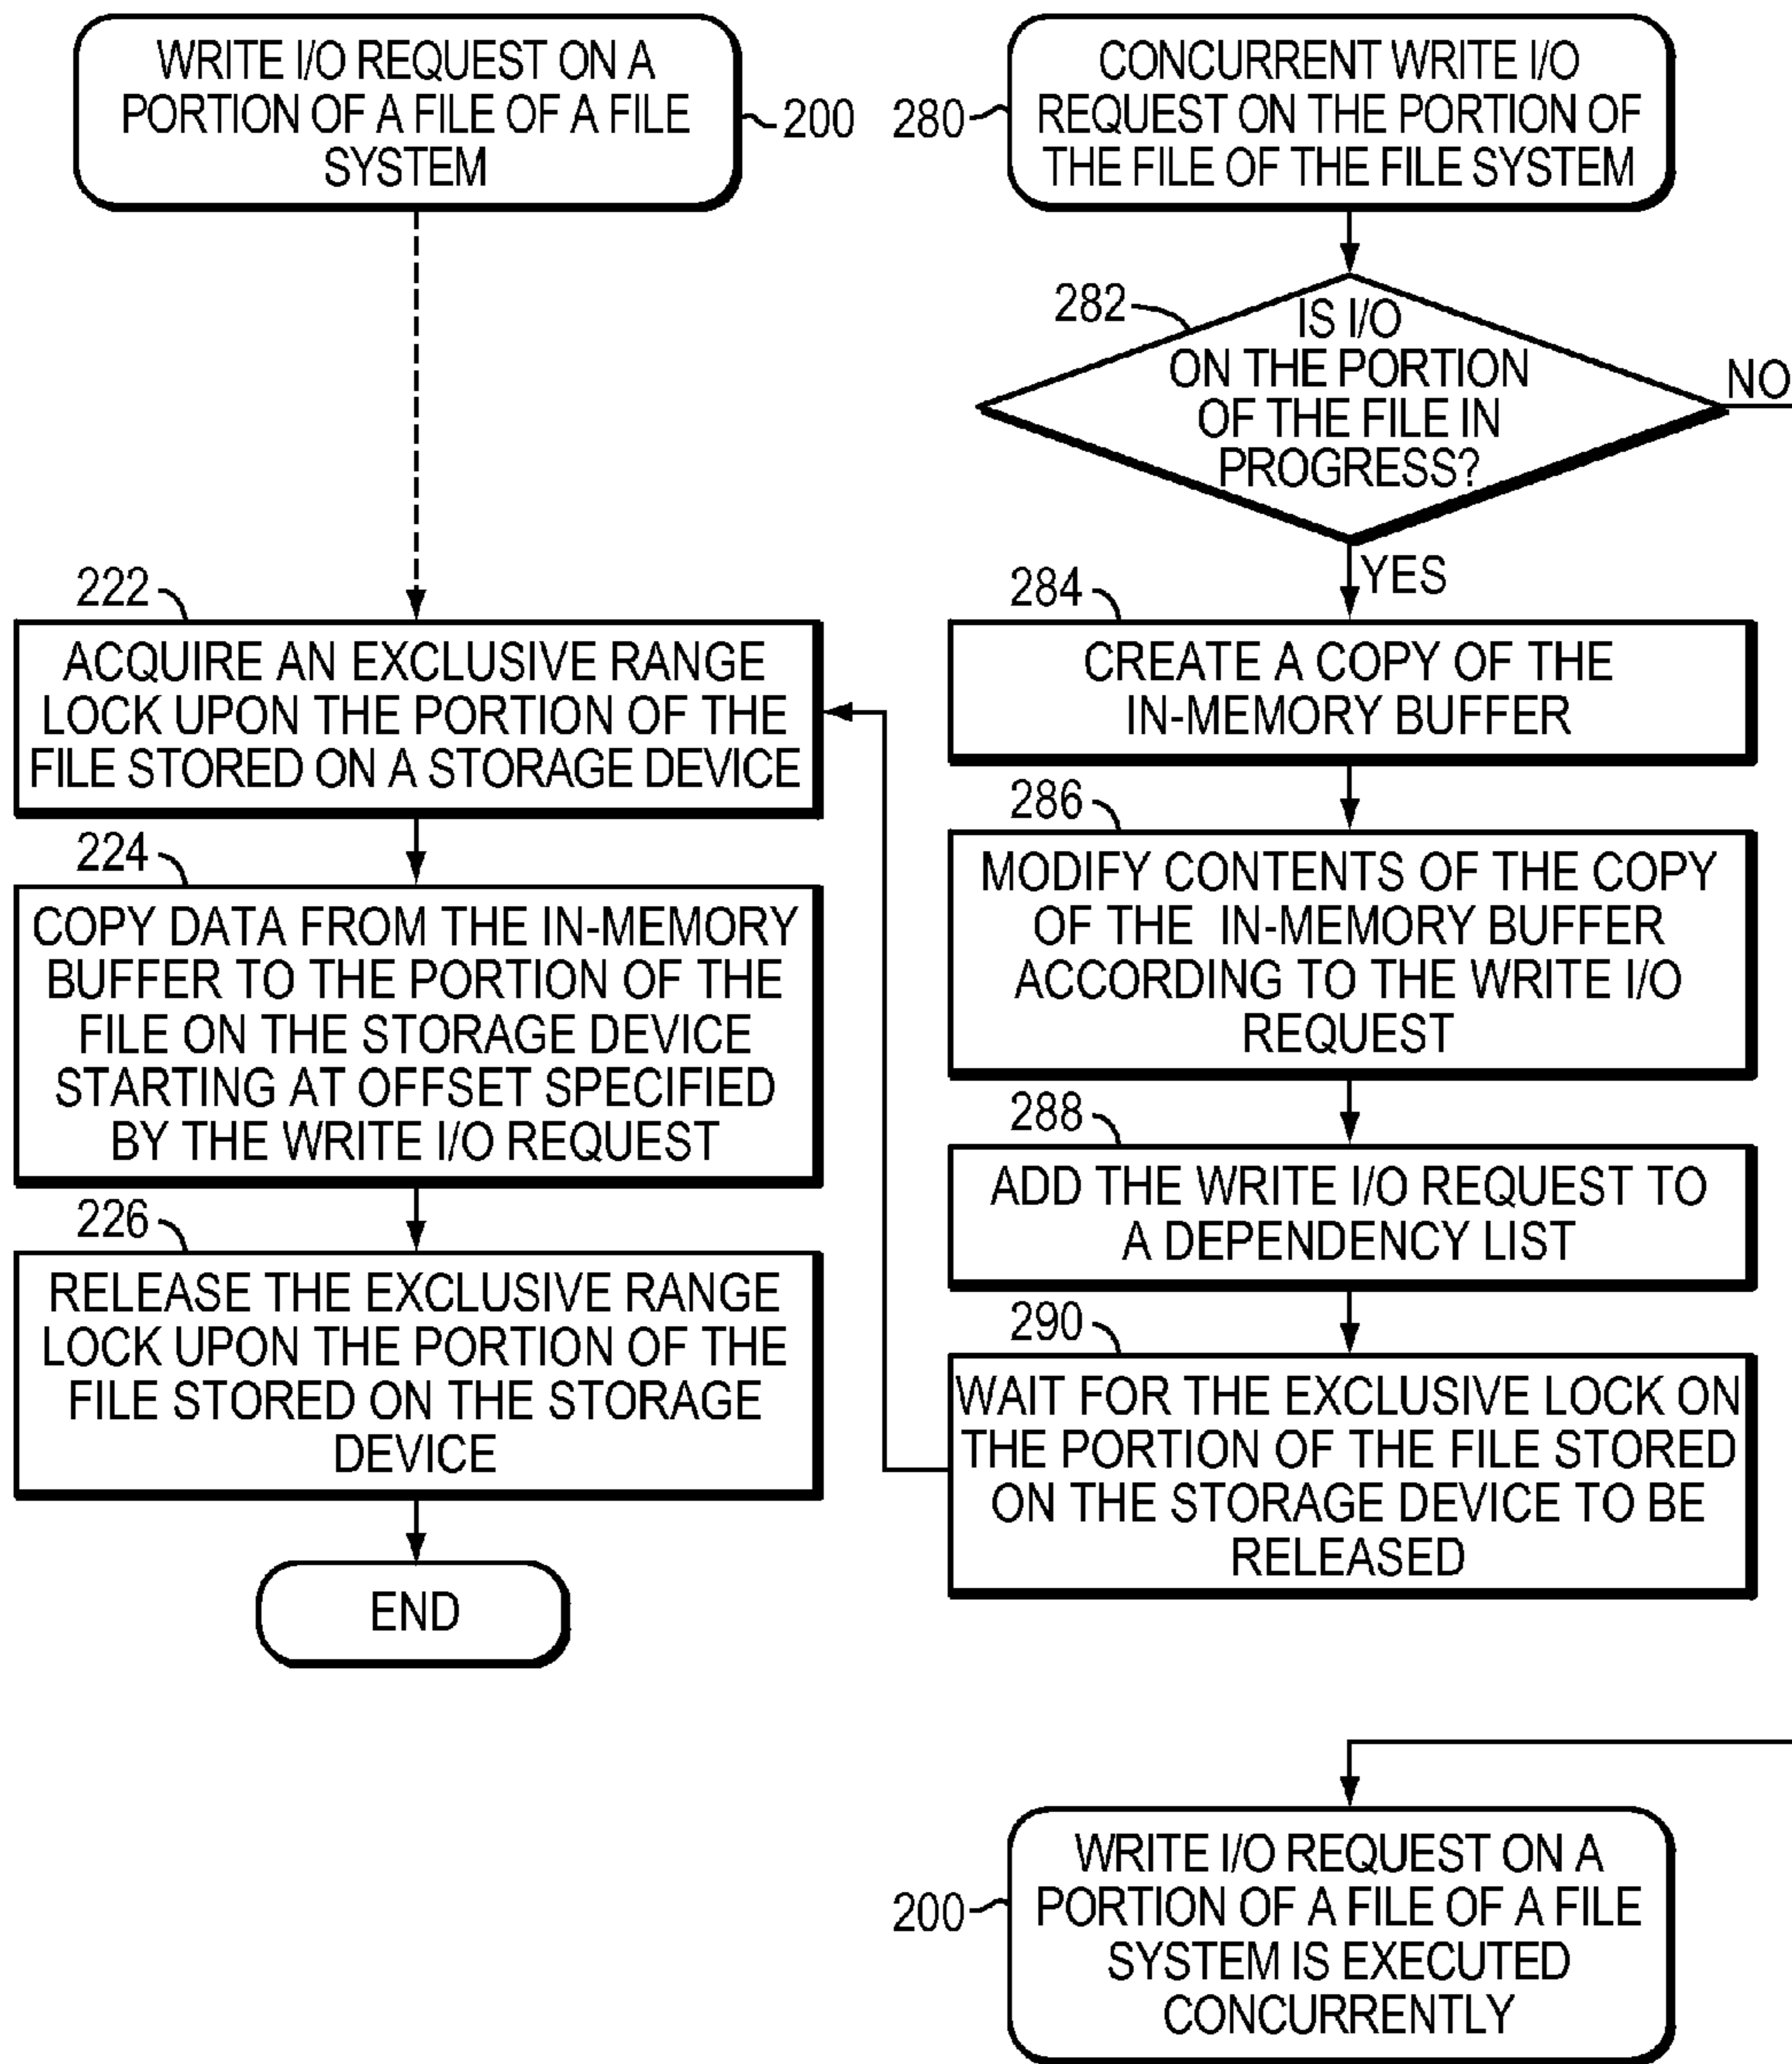 WRITE I/O REQUEST ON A
PORTION OF A FILE OF A FILE
SYSTEM
200
222
ACQUIRE AN EXCLUSIVE RANGE
LOCK UPON THE PORTION OF THE
FILE STORED ON A STORAGE DEVICE
224
COPY DATA FROM THE IN-MEMORY
BUFFER TO THE PORTION OF THE
FILE ON THE STORAGE DEVICE
STARTING AT OFFSET SPECIFIED
BY THE WRITE I/O REQUEST
226
RELEASE THE EXCLUSIVE RANGE
LOCK UPON THE PORTION OF THE
FILE STORED ON THE STORAGE
DEVICE
END
280
CONCURRENT WRITE I/O
REQUEST ON THE PORTION OF
THE FILE OF THE FILE SYSTEM
282
IS I/O
ON THE PORTION
OF THE FILE IN
PROGRESS?
NO
YES
284
CREATE A COPY OF THE
IN-MEMORY BUFFER
286
MODIFY CONTENTS OF THE COPY
OF THE IN-MEMORY BUFFER
ACCORDING TO THE WRITE I/O
REQUEST
288
ADD THE WRITE I/O REQUEST TO
A DEPENDENCY LIST
290
WAIT FOR THE EXCLUSIVE LOCK ON
THE PORTION OF THE FILE STORED
ON THE STORAGE DEVICE TO BE
RELEASED
200
WRITE I/O REQUEST ON A
PORTION OF A FILE OF A FILE
SYSTEM IS EXECUTED
CONCURRENTLY